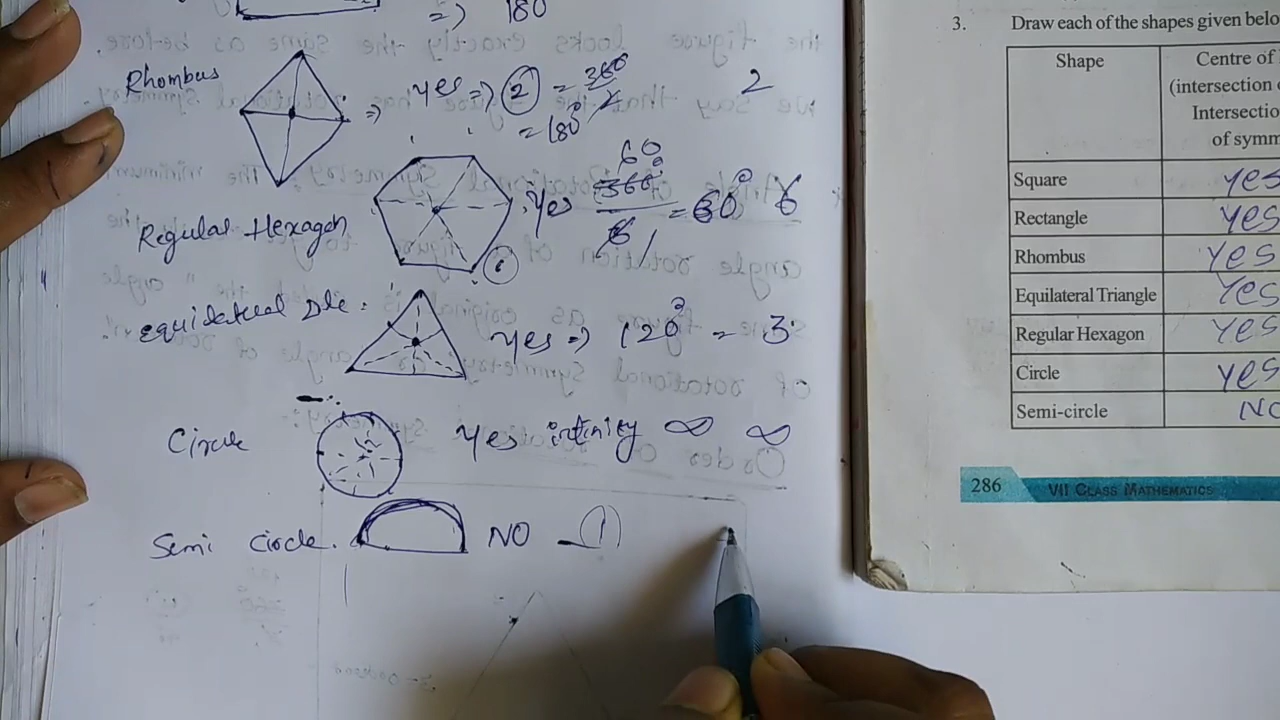 => 180
Rhombus => yes => 2 = 360°/2 2
= 180°
60
Regular Hexagon yes 360°/6 = 60° 6
6
equilateral yes => 120° = 3
Circle Yes infinity ∞ ∞
Semi circle. NO - 1
3. Draw each of the shapes given belo
Shape Centre of
(intersection
Intersectio
of symm
Square yes
Rectangle yes
Rhombus yes
Equilateral Triangle yes
Regular Hexagon yes
Circle yes
Semi-circle NO
286 VII CLASS MATHEMATICS